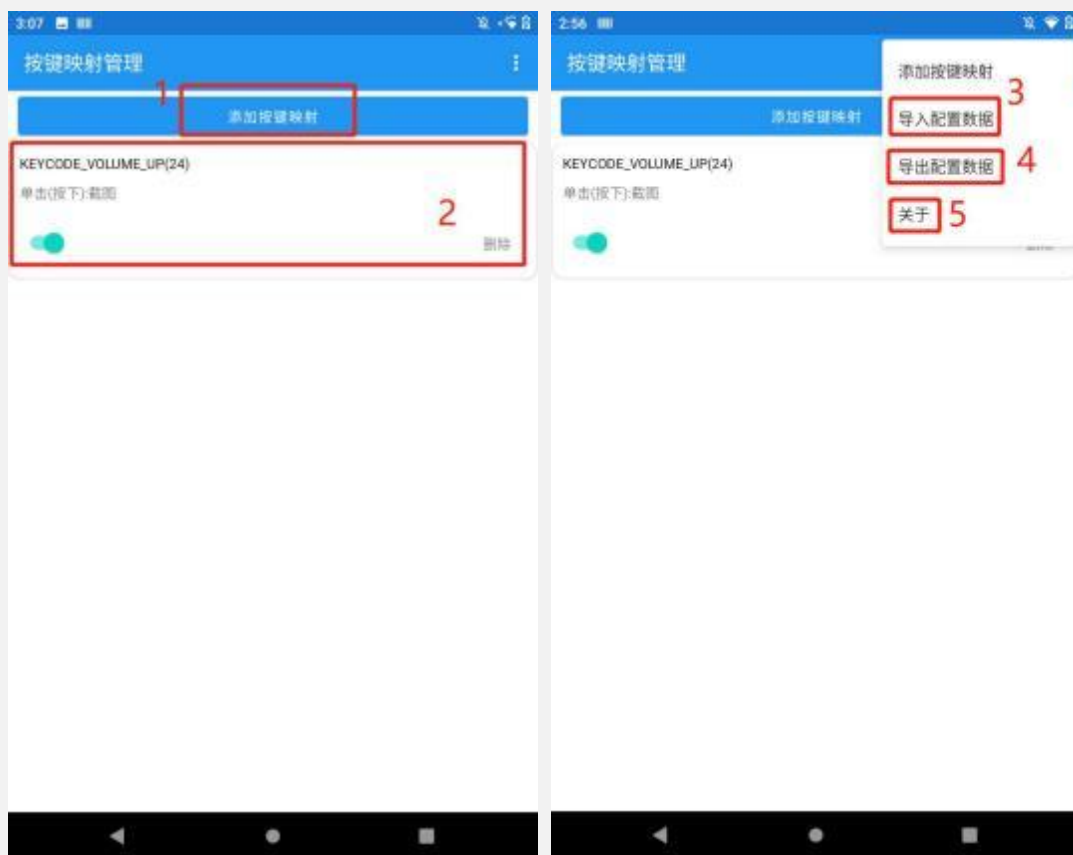 3:07
按键映射管理
1
添加按键映射
KEYCODE_VOLUME_UP(24)
单击(按下):截图
2
删除
2:56
按键映射管理
添加按键映射
3
添加按键映射
导入配置数据
KEYCODE_VOLUME_UP(24)
导出配置数据
4
单击(按下):截图
关于
5